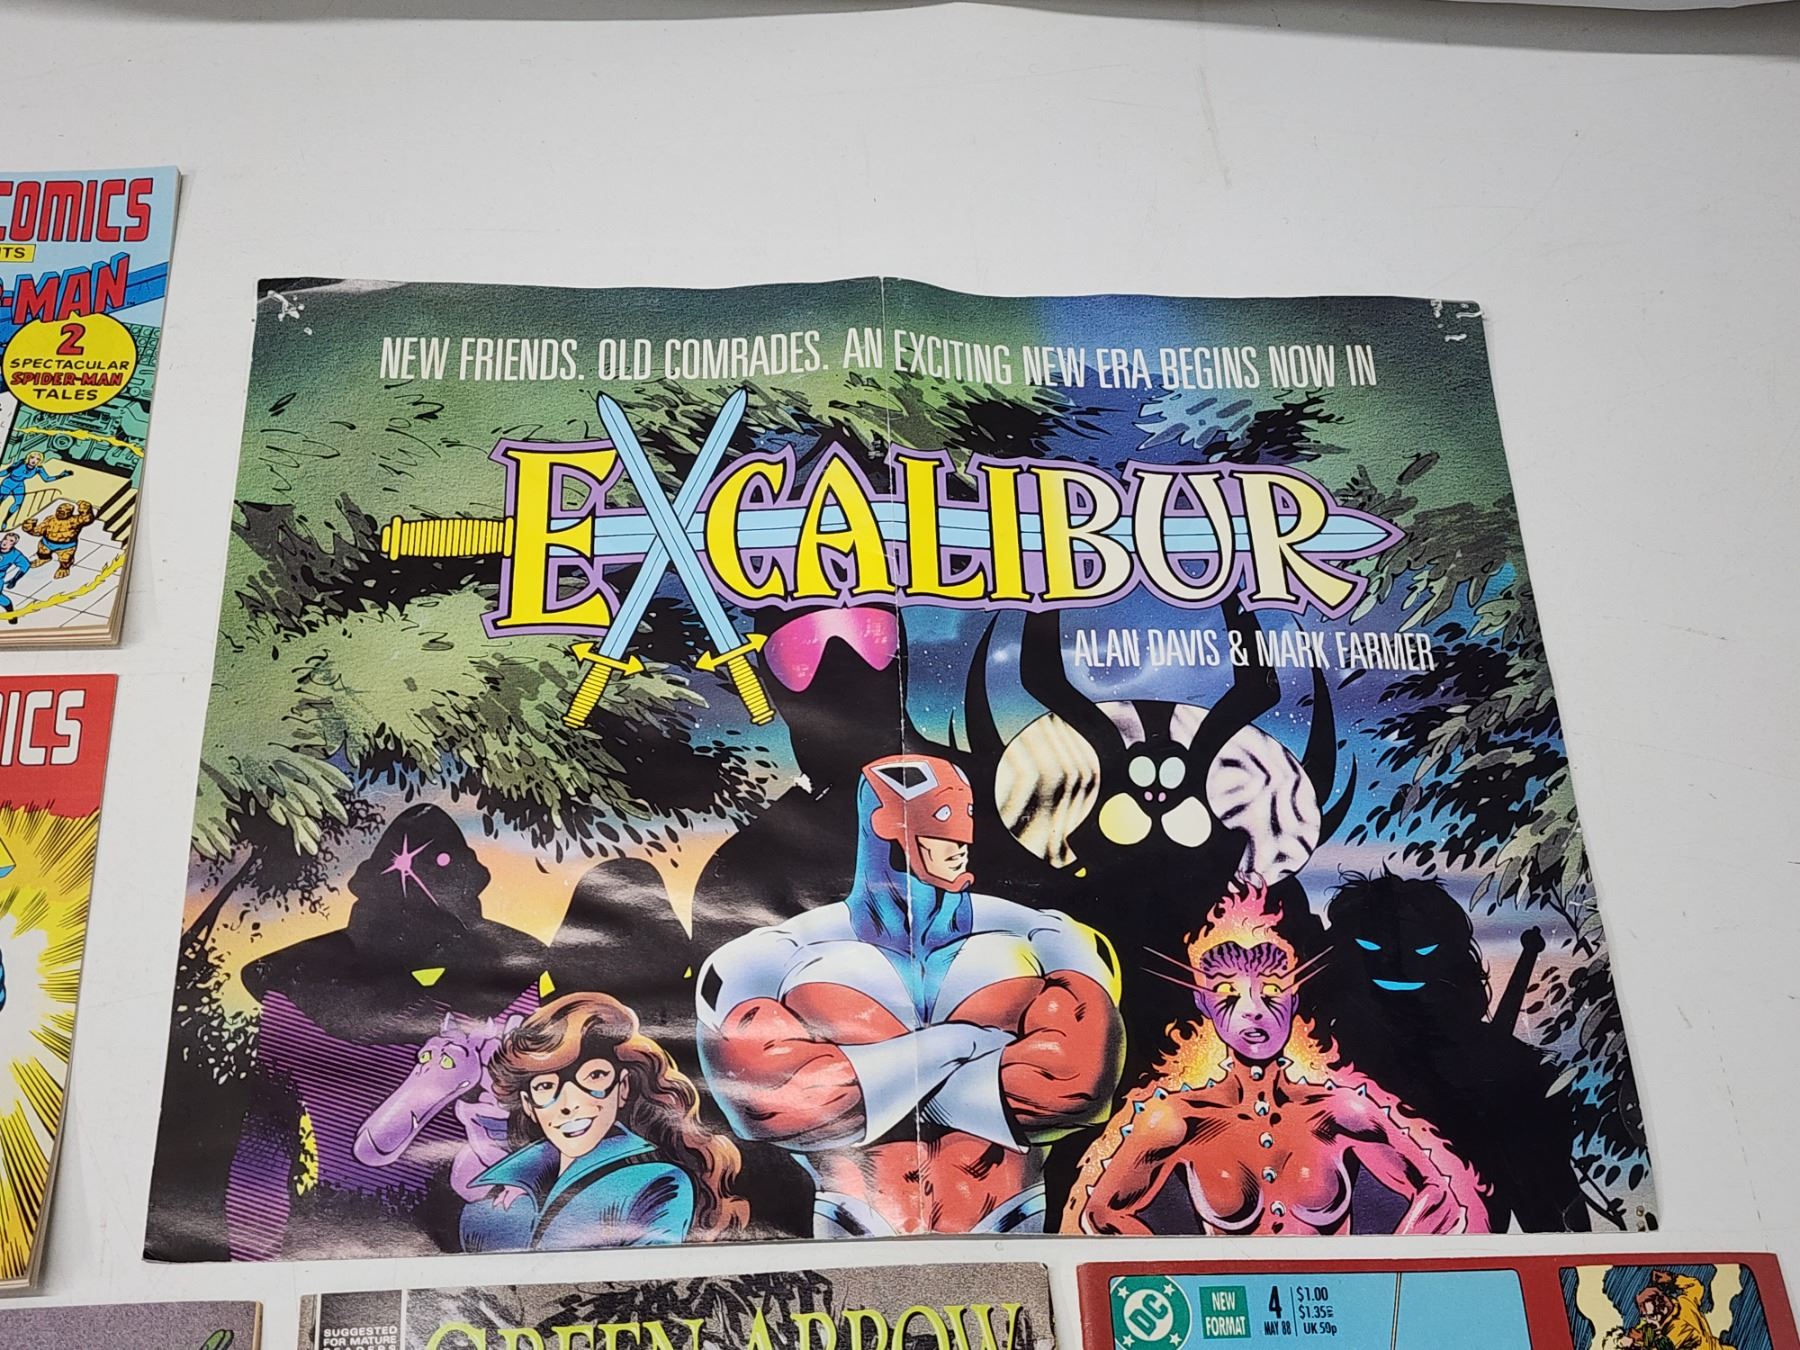 COMICS
-MAN
2
SPECTACULAR
SPIDER-MAN
TALES
NEW FRIENDS. OLD COMRADES. AN EXCITING NEW ERA BEGINS NOW IN
EXCALIBUR
ALAN DAVIS & MARK FARMER
ICS
SUGGESTED
FOR MATURE
READERS
GREEN ARROW
DC
NEW
FORMAT
4
MAY 88
$1.00
$1.35
UK 50p